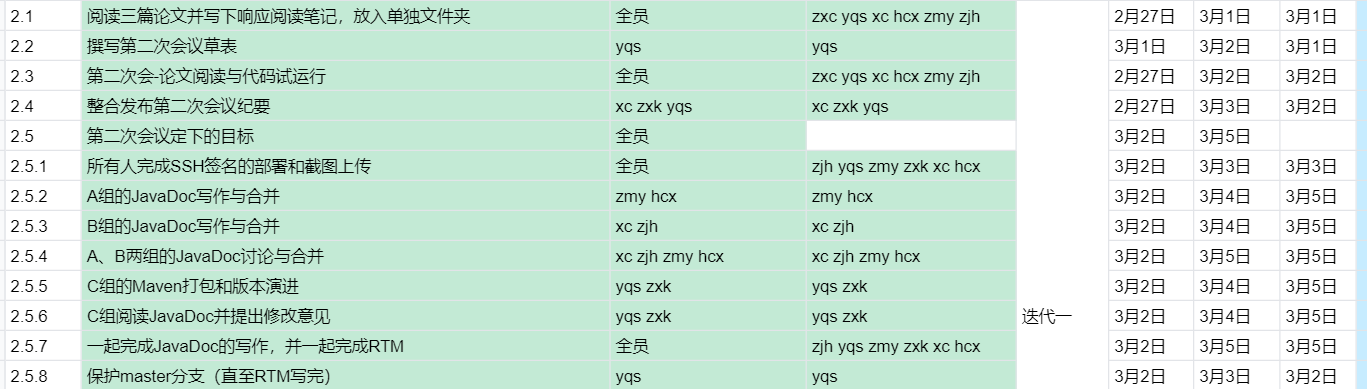 2.1 阅读三篇论文并写下响应阅读笔记，放入单独文件夹 全员 zxc yqs xc hcx zmy zjh 2月27日 3月1日 3月1日
2.2 撰写第二次会议草表 yqs yqs 3月1日 3月2日 3月1日
2.3 第二次会-论文阅读与代码试运行 全员 zxc yqs xc hcx zmy zjh 2月27日 3月2日 3月2日
2.4 整合发布第二次会议纪要 xc zxk yqs xc zxk yqs 2月27日 3月3日 3月2日
2.5 第二次会议定下的目标 全员 3月2日 3月5日
2.5.1 所有人完成SSH签名的部署和截图上传 全员 zjh yqs zmy zxk xc hcx 3月2日 3月3日 3月3日
2.5.2 A组的JavaDoc写作与合并 zmy hcx zmy hcx 3月2日 3月4日 3月5日
2.5.3 B组的JavaDoc写作与合并 xc zjh xc zjh 3月2日 3月4日 3月5日
2.5.4 A、B两组的JavaDoc讨论与合并 xc zjh zmy hcx xc zjh zmy hcx 3月2日 3月5日 3月5日
2.5.5 C组的Maven打包和版本演进 yqs zxk yqs zxk 3月2日 3月4日 3月5日
2.5.6 C组阅读JavaDoc并提出修改意见 yqs zxk yqs zxk 迭代一 3月2日 3月4日 3月5日
2.5.7 一起完成JavaDoc的写作，并一起完成RTM 全员 zjh yqs zmy zxk xc hcx 3月2日 3月5日 3月5日
2.5.8 保护master分支（直至RTM写完） yqs yqs 3月2日 3月3日 3月2日